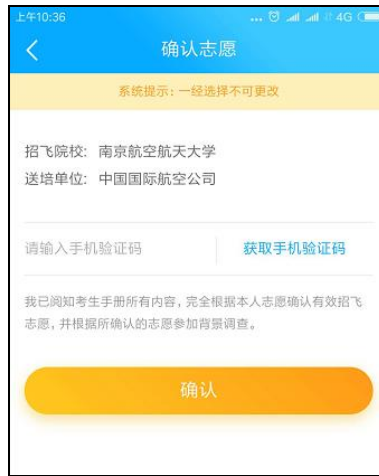 上午10:36
... 4G
确认志愿
系统提示：一经选择不可更改
招飞院校: 南京航空航天大学
送培单位: 中国国际航空公司
请输入手机验证码 获取手机验证码
我已阅知考生手册所有内容，完全根据本人志愿确认有效招飞
志愿，并根据所确认的志愿参加背景调查。
确认